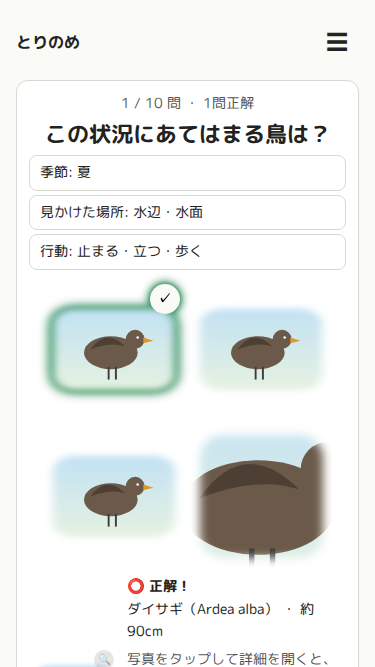 とりのめ
1 / 10 問 ・ 1問正解
この状況にあてはまる鳥は？
季節: 夏
見かけた場所: 水辺・水面
行動: 止まる・立つ・歩く
正解！
ダイサギ（Ardea alba） ・ 約
90cm
写真をタップして詳細を開くと、